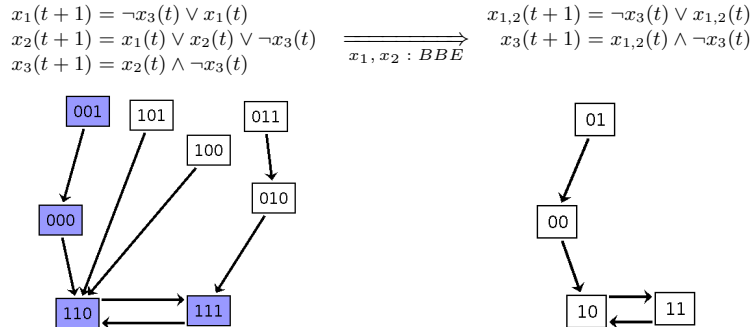 x₁(t + 1) = ¬x₃(t) ∨ x₁(t)
x₂(t + 1) = x₁(t) ∨ x₂(t) ∨ ¬x₃(t)
x₃(t + 1) = x₂(t) ∧ ¬x₃(t)
x₁, x₂ : BBE
x₁,₂(t + 1) = ¬x₃(t) ∨ x₁,₂(t)
x₃(t + 1) = x₁,₂(t) ∧ ¬x₃(t)
001
101
011
100
010
000
110
111
01
00
10
11